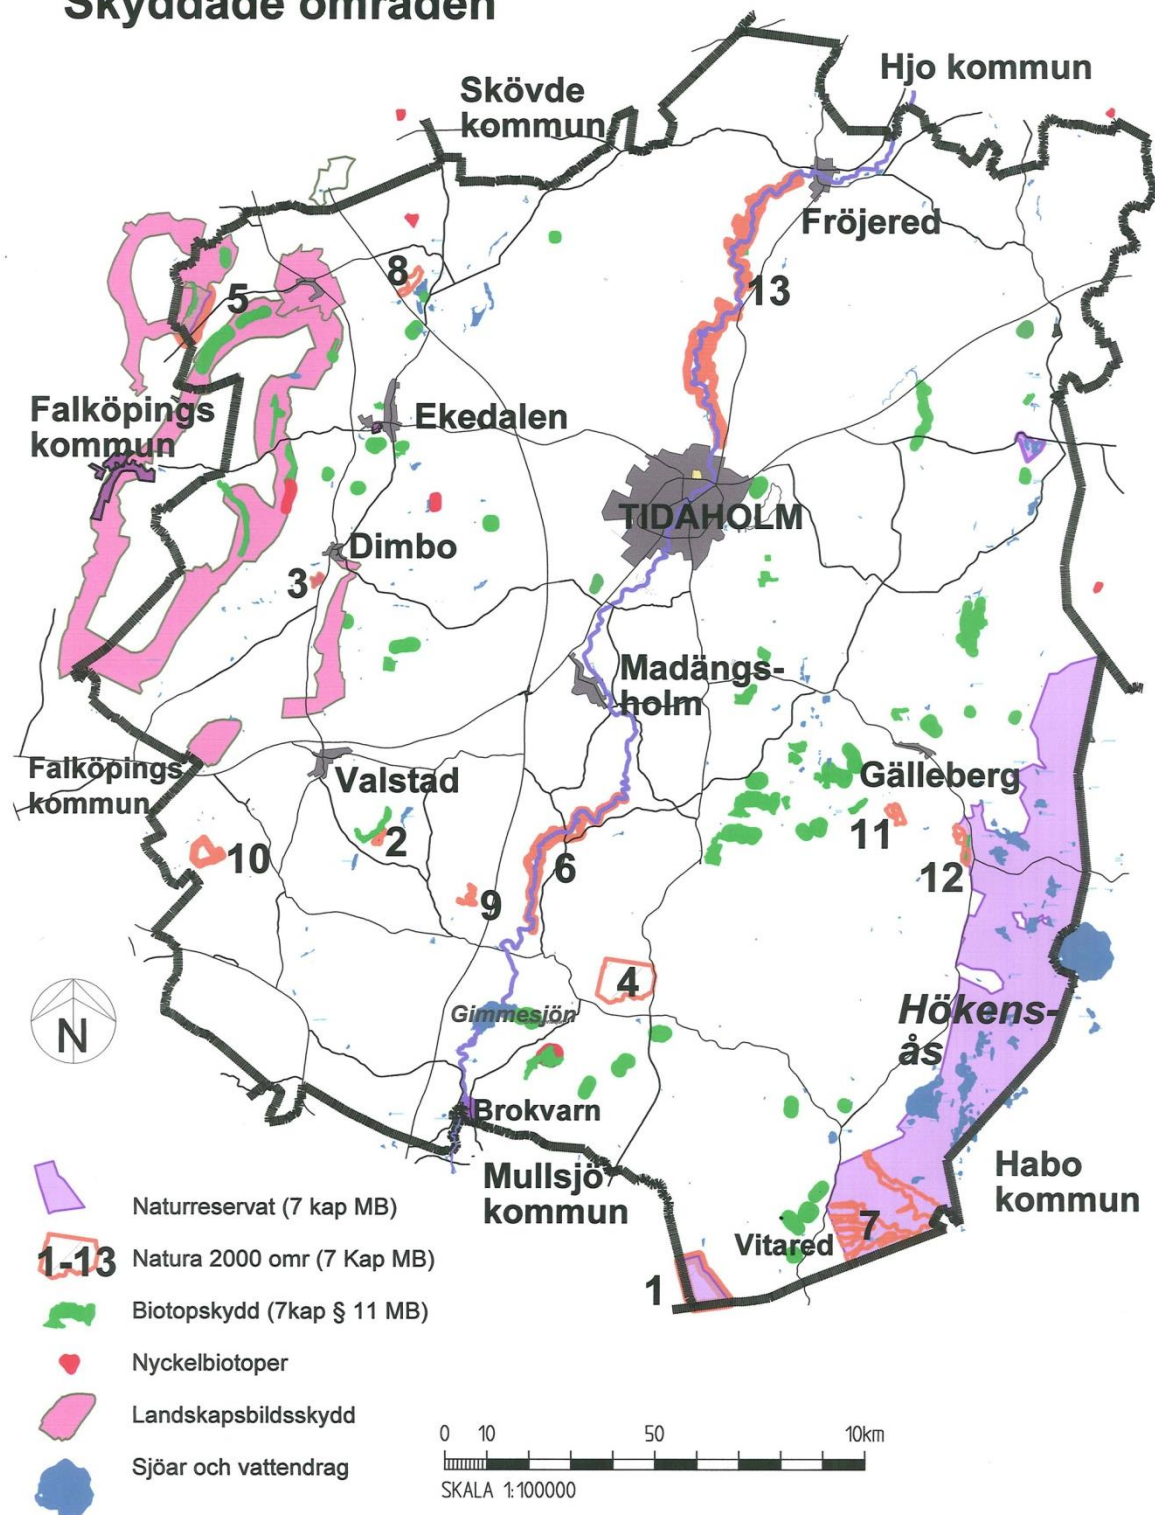 Skyddade områden
Hjo kommun
Skövde
kommun
Fröjered
8
13
5
Falköpings
kommun
Ekedalen
TIDAHOLM
Dimbo
3
Madängs-
holm
Falköpings
kommun
Valstad
Gälleberg
2
11
10
6
12
9
4
Hökens-
ås
Gimmesjön
N
Brokvarn
Mullsjö
kommun
Habo
kommun
7
Vitared
1
Naturreservat (7 kap MB)
1-13 Natura 2000 omr (7 Kap MB)
Biotopskydd (7kap § 11 MB)
Nyckelbiotoper
Landskapsbildsskydd
Sjöar och vattendrag
0 10 50 10km
SKALA 1:100000